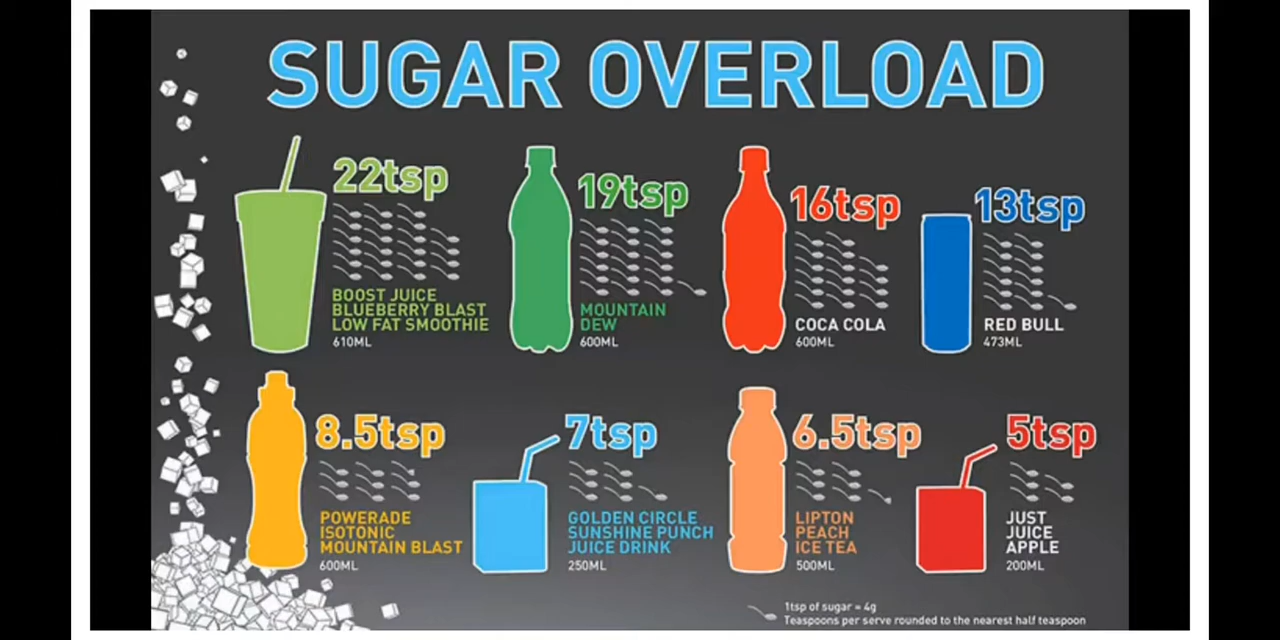 SUGAR OVERLOAD
22tsp
BOOST JUICE
BLUEBERRY BLAST
LOW FAT SMOOTHIE
610ML
19tsp
MOUNTAIN
DEW
600ML
16tsp
COCA COLA
600ML
13tsp
RED BULL
473ML
8.5tsp
POWERADE
ISOTONIC
MOUNTAIN BLAST
600ML
7tsp
GOLDEN CIRCLE
SUNSHINE PUNCH
JUICE DRINK
250ML
6.5tsp
LIPTON
PEACH
ICE TEA
500ML
5tsp
JUST
JUICE
APPLE
200ML
1tsp of sugar = 4g
Teaspoons per serve rounded to the nearest half teaspoon